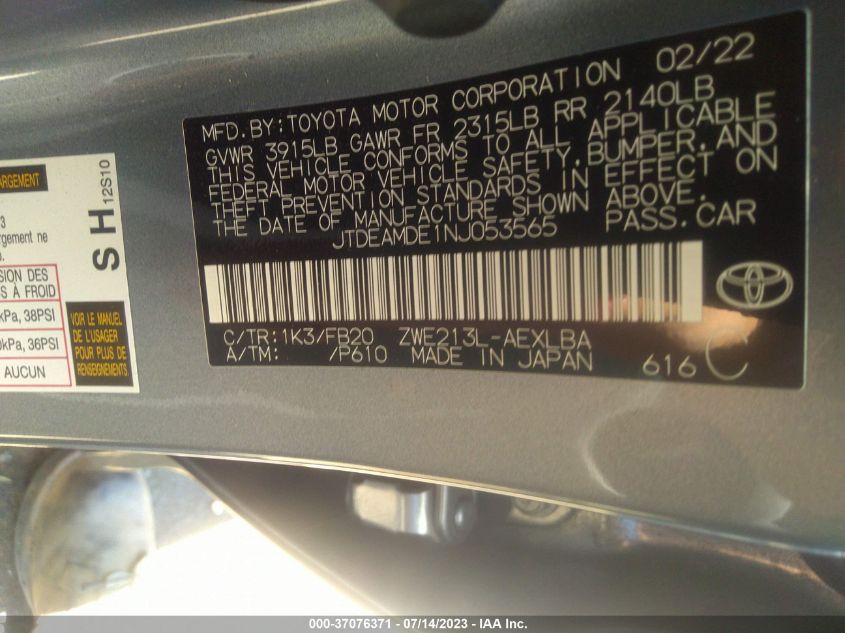 MFD.BY:TOYOTA MOTOR CORPORATION 02/22
GVWR 3915LB GAWR FR 2315LB RR 2140LB
THIS VEHICLE CONFORMS TO ALL APPLICABLE
FEDERAL MOTOR VEHICLE SAFETY, BUMPER, AND
THEFT PREVENTION STANDARDS IN EFFECT ON
THE DATE OF MANUFACTURE SHOWN ABOVE.
JTDEAMDE1NJ053565 PASS.CAR
C/TR:1K3/FB20 ZWE213L-AEXLBA
A/TM: /P610 MADE IN JAPAN 616 C
ARGEMENT
3
argement ne
SION DES
S À FROID
kPa, 38PSI
0kPa, 36PSI
AUCUN
VOIR LE MANUEL
DE L'USAGER
POUR PLUS DE
RENSEIGNEMENTS
S H 12S10
000-37076371 - 07/14/2023 - IAA Inc.